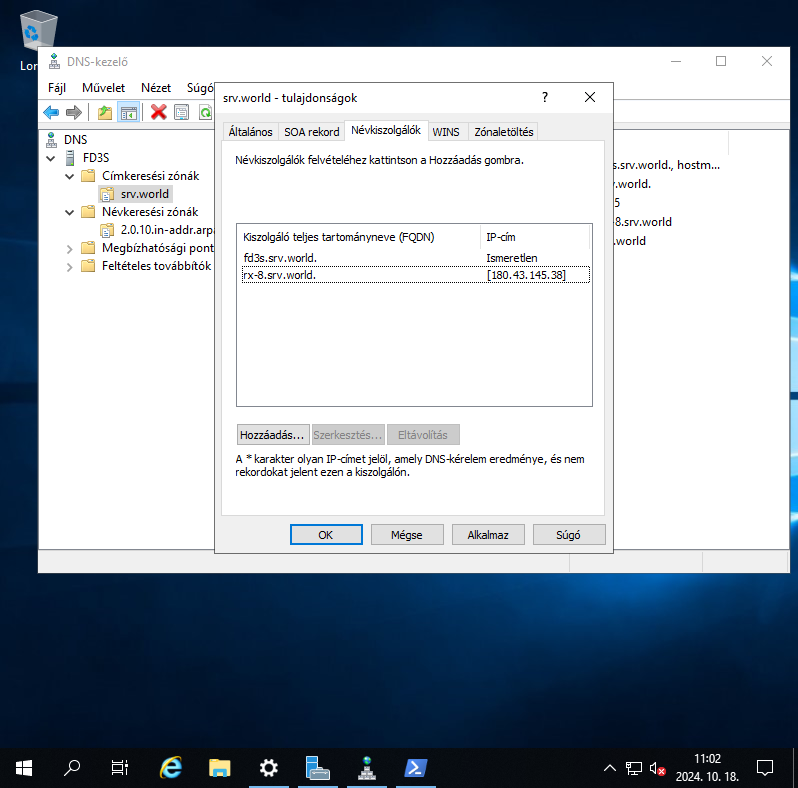 Lor
DNS-kezelő
Fájl Művelet Nézet Súgó
DNS
FD3S
Címkeresési zónák
srv.world
Névkeresési zónák
2.0.10.in-addr.arpa
Megbízhatósági pont
Feltételes továbbítók
srv.world - tulajdonságok
?
Általános SOA rekord Névkiszolgálók WINS Zónaletöltés
Névkiszolgálók felvételéhez kattintson a Hozzáadás gombra.
Kiszolgáló teljes tartományneve (FQDN) IP-cím
fd3s.srv.world. Ismeretlen
rx-8.srv.world. [180.43.145.38]
Hozzáadás... Szerkesztés... Eltávolítás
A * karakter olyan IP-címet jelöl, amely DNS-kérelem eredménye, és nem
rekordokat jelent ezen a kiszolgálón.
OK Mégse Alkalmaz Súgó
s.srv.world., hostm...
.world.
5
-8.srv.world
.world
11:02
2024. 10. 18.